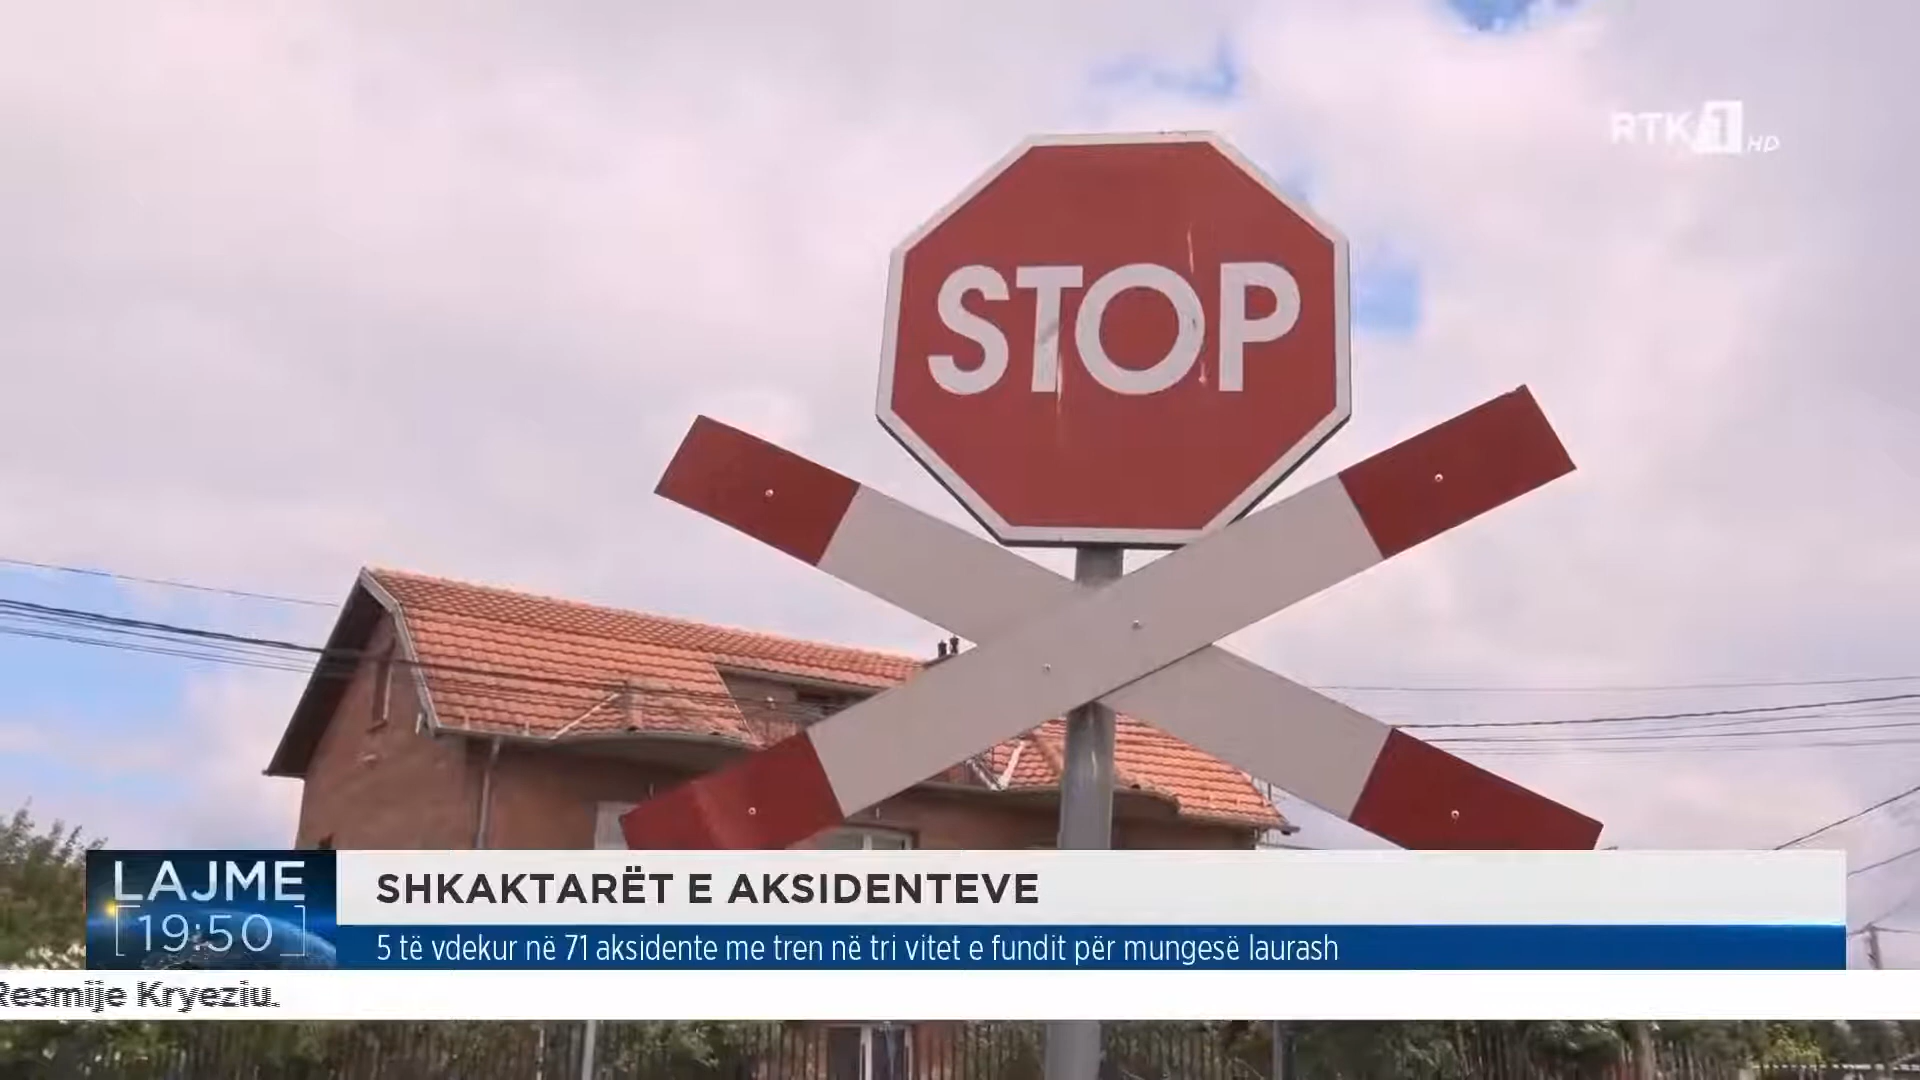 RTK 1 HD
STOP
LAJME
19:50
SHKAKTARËT E AKSIDENTEVE
5 të vdekur në 71 aksidente me tren në tri vitet e fundit për mungesë laurash
Resmije Kryeziu.